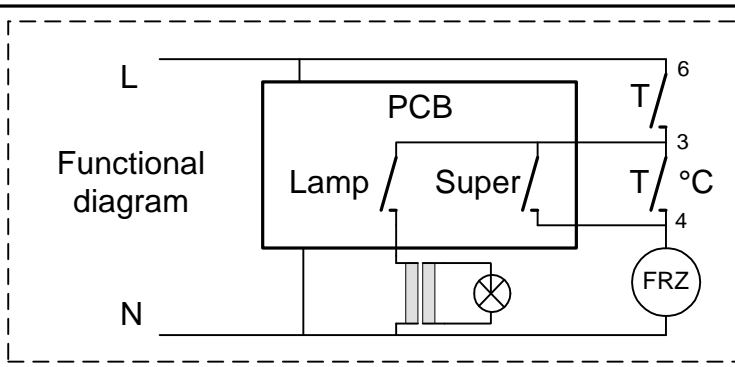 L
6
PCB
T
3
Functional
diagram
Lamp
Super
T
°C
4
FRZ
N